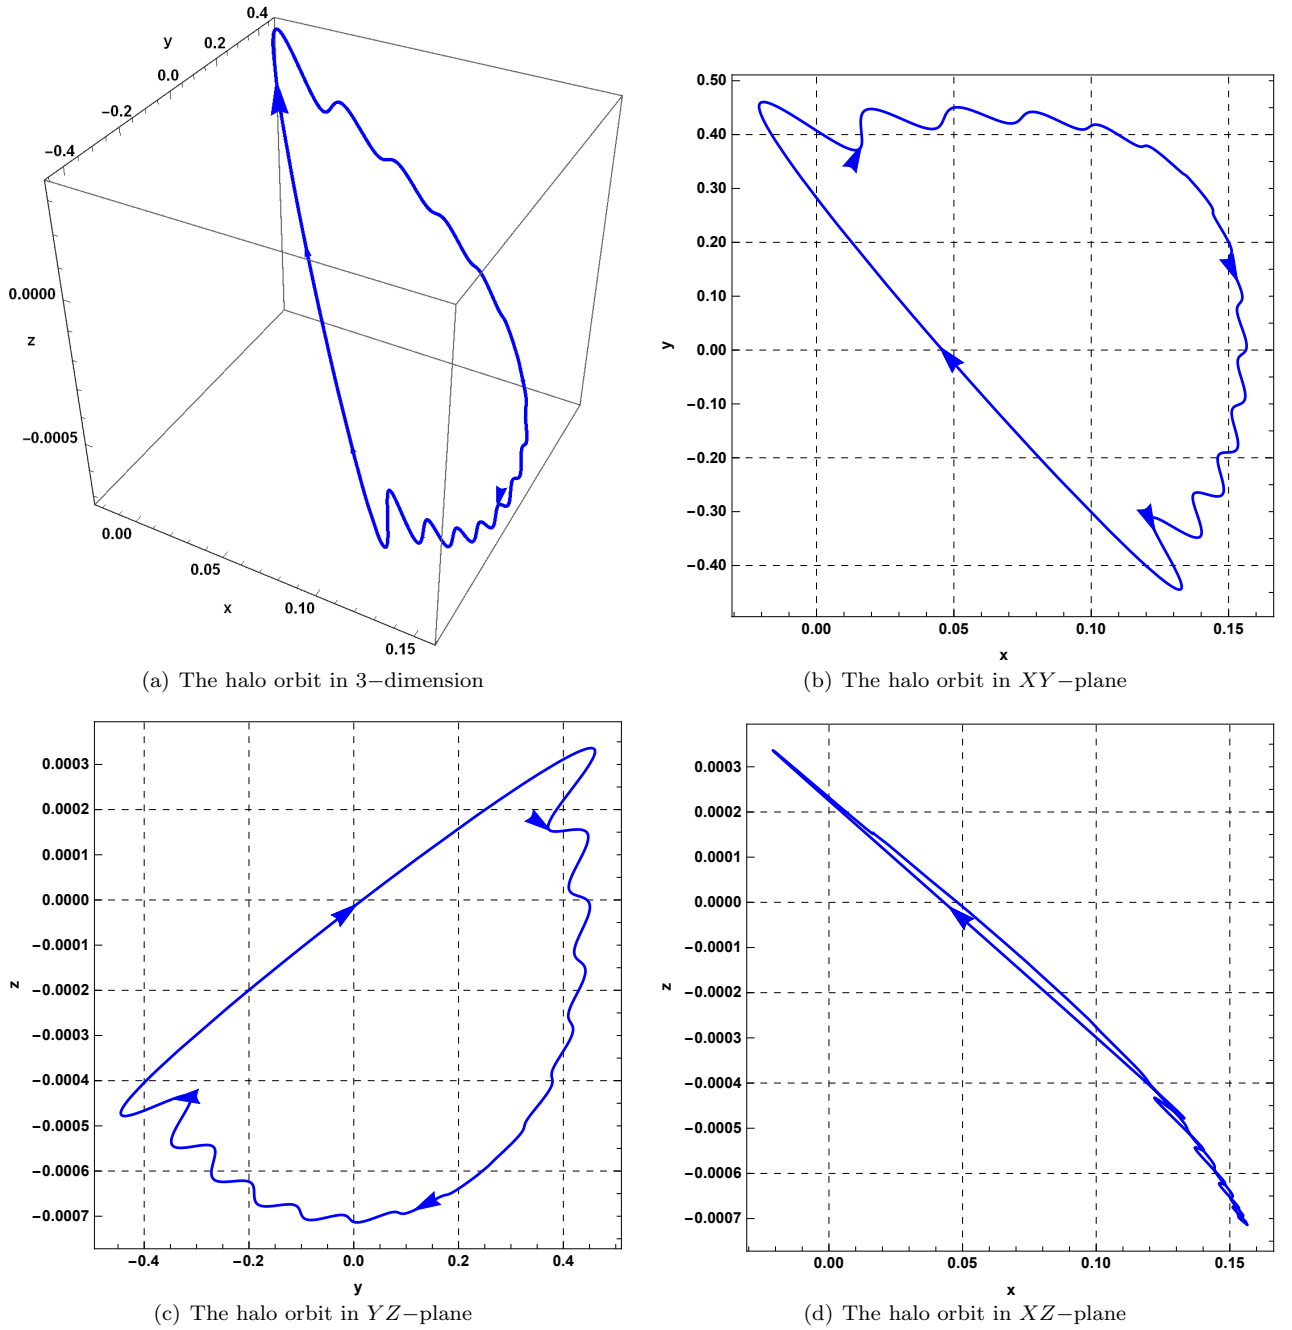 0.4
y
0.2
0.0
−0.2
−0.4
0.0000
z
−0.0005
0.00
0.05
x
0.10
0.15
(a) The halo orbit in 3−dimension
0.50
0.40
0.30
0.20
0.10
y
0.00
−0.10
−0.20
−0.30
−0.40
0.00 0.05 0.10 0.15
x
(b) The halo orbit in XY−plane
0.0003
0.0002
0.0001
0.0000
−0.0001
z
−0.0002
−0.0003
−0.0004
−0.0005
−0.0006
−0.0007
−0.4 −0.2 0.0 0.2 0.4
y
(c) The halo orbit in YZ−plane
0.0003
0.0002
0.0001
0.0000
−0.0001
z
−0.0002
−0.0003
−0.0004
−0.0005
−0.0006
−0.0007
0.00 0.05 0.10 0.15
x
(d) The halo orbit in XZ−plane